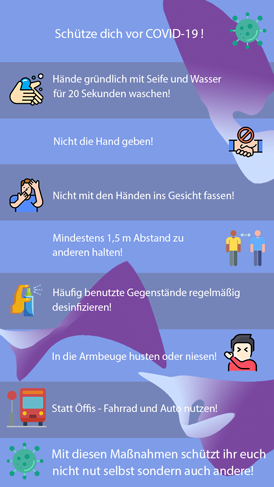 Schütze dich vor COVID-19 !
Hände gründlich mit Seife und Wasser
für 20 Sekunden waschen!
Nicht die Hand geben!
Nicht mit den Händen ins Gesicht fassen!
Mindestens 1,5 m Abstand zu
anderen halten!
Häufig benutzte Gegenstände regelmäßig
desinfizieren!
In die Armbeuge husten oder niesen!
Statt Öffis - Fahrrad und Auto nutzen!
Mit diesen Maßnahmen schützt ihr euch
nicht nut selbst sondern auch andere!